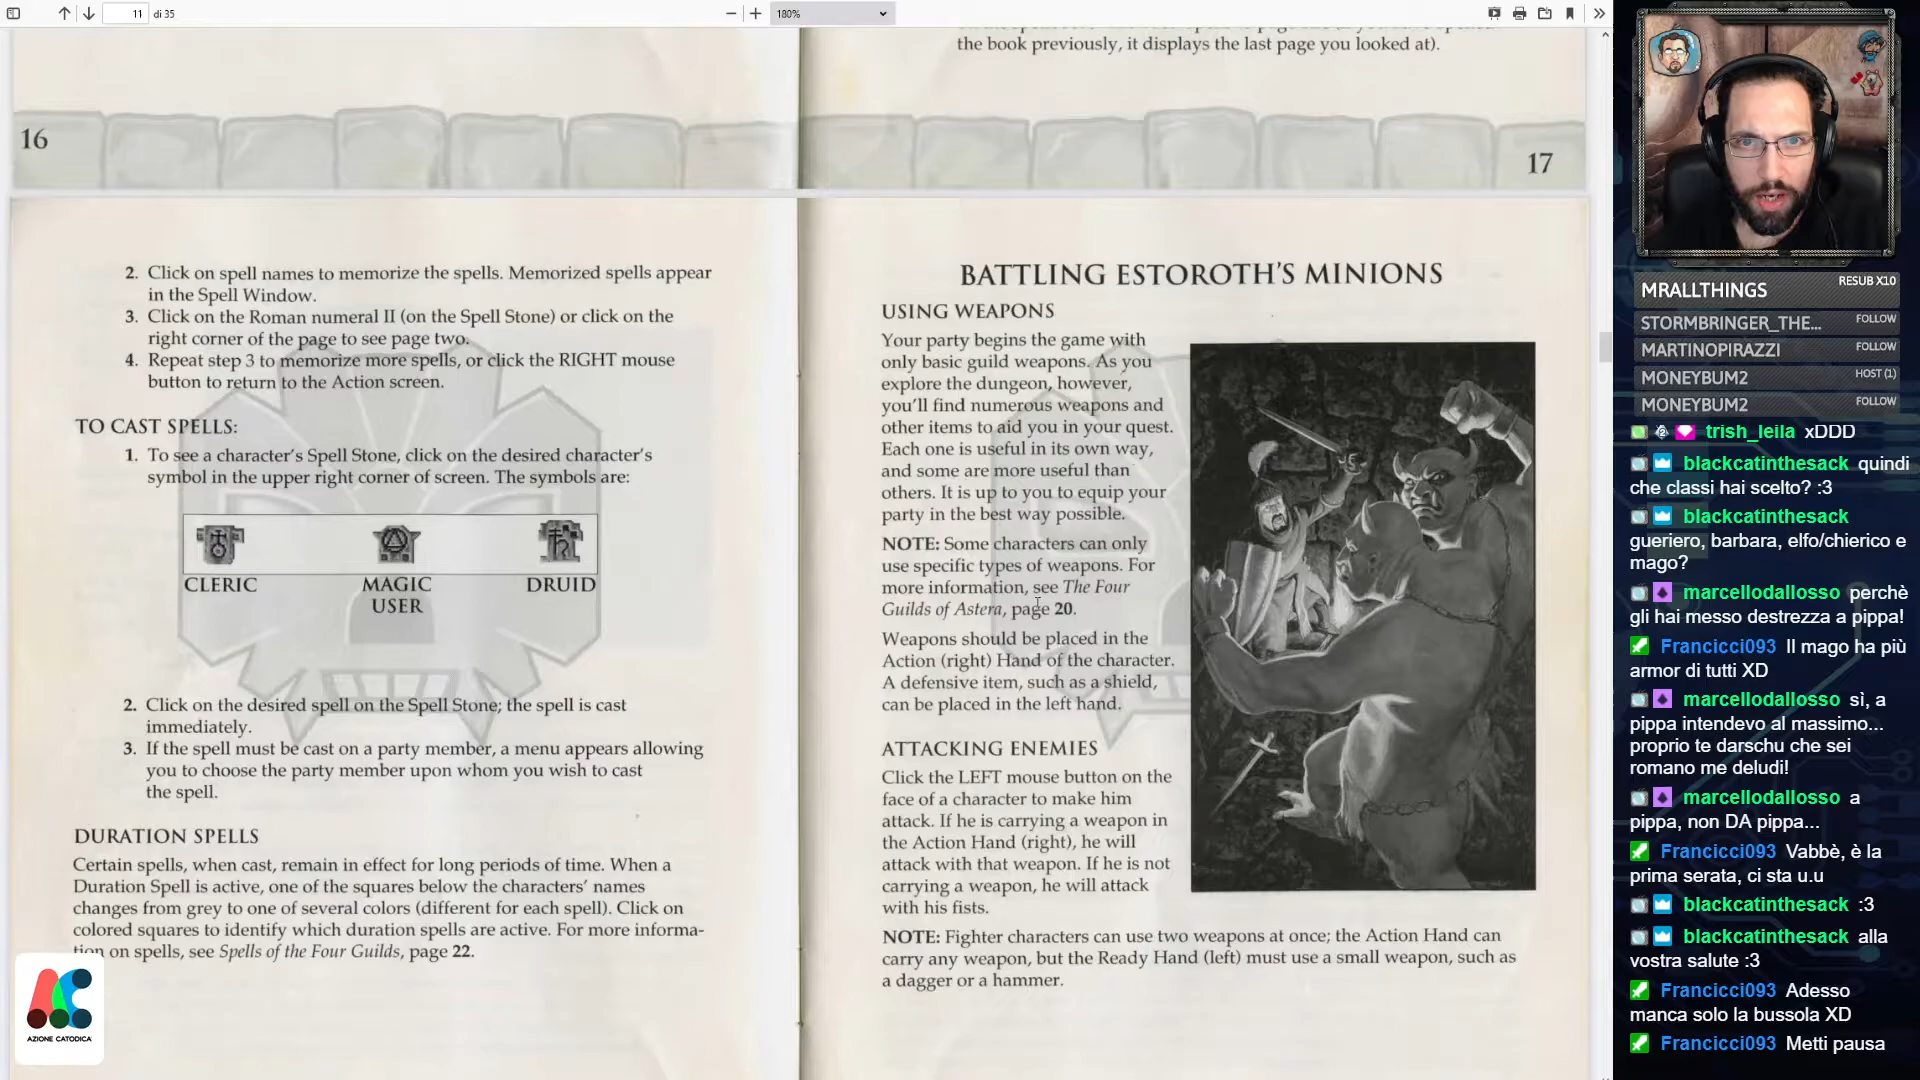 11
di 35
180%
the book previously, it displays the last page you looked at).
16
17
2. Click on spell names to memorize the spells. Memorized spells appear
in the Spell Window.
3. Click on the Roman numeral II (on the Spell Stone) or click on the
right corner of the page to see page two.
4. Repeat step 3 to memorize more spells, or click the RIGHT mouse
button to return to the Action screen.
TO CAST SPELLS:
1. To see a character's Spell Stone, click on the desired character's
symbol in the upper right corner of screen. The symbols are:
CLERIC
MAGIC
USER
DRUID
2. Click on the desired spell on the Spell Stone; the spell is cast
immediately.
3. If the spell must be cast on a party member, a menu appears allowing
you to choose the party member upon whom you wish to cast
the spell.
DURATION SPELLS
Certain spells, when cast, remain in effect for long periods of time. When a
Duration Spell is active, one of the squares below the characters' names
changes from grey to one of several colors (different for each spell). Click on
colored squares to identify which duration spells are active. For more informa-
tion on spells, see Spells of the Four Guilds, page 22.
AZIONE CATODICA
BATTLING ESTOROTH'S MINIONS
USING WEAPONS
Your party begins the game with
only basic guild weapons. As you
explore the dungeon, however,
you'll find numerous weapons and
other items to aid you in your quest.
Each one is useful in its own way,
and some are more useful than
others. It is up to you to equip your
party in the best way possible.
NOTE: Some characters can only
use specific types of weapons. For
more information, see The Four
Guilds of Astera, page 20.
Weapons should be placed in the
Action (right) Hand of the character.
A defensive item, such as a shield,
can be placed in the left hand.
ATTACKING ENEMIES
Click the LEFT mouse button on the
face of a character to make him
attack. If he is carrying a weapon in
the Action Hand (right), he will
attack with that weapon. If he is not
carrying a weapon, he will attack
with his fists.
NOTE: Fighter characters can use two weapons at once; the Action Hand can
carry any weapon, but the Ready Hand (left) must use a small weapon, such as
a dagger or a hammer.
MRALLTHINGS RESUB X10
STORMBRINGER_THE... FOLLOW
MARTINOPIRAZZI FOLLOW
MONEYBUM2 HOST (1)
MONEYBUM2 FOLLOW
trish_leila xDDD
blackcatinthesack quindi
che classi hai scelto? :3
blackcatinthesack
gueriero, barbara, elfo/chierico e
mago?
marcellodallosso perchè
gli hai messo destrezza a pippa!
Francicci093 Il mago ha più
armor di tutti XD
marcellodallosso sì, a
pippa intendevo al massimo...
proprio te darschu che sei
romano me deludi!
marcellodallosso a
pippa, non DA pippa...
Francicci093 Vabbè, è la
prima serata, ci sta u.u
blackcatinthesack :3
blackcatinthesack alla
vostra salute :3
Francicci093 Adesso
manca solo la bussola XD
Francicci093 Metti pausa